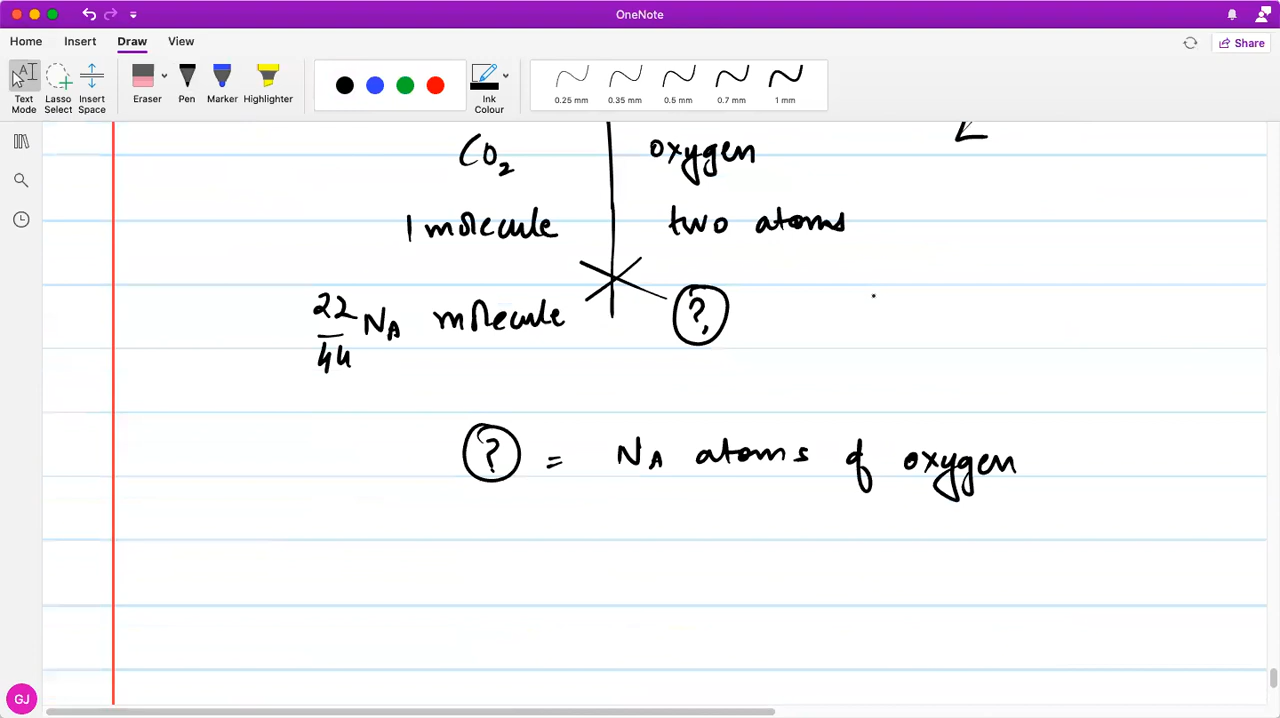 OneNote
Home Insert Draw View
Share
Text Mode
Lasso Select
Insert Space
Eraser
Pen
Marker
Highlighter
Ink Colour
0.25 mm
0.35 mm
0.5 mm
0.7 mm
1 mm
CO₂ oxygen
1 molecule two atoms
22/44 N_A molecule ?
? = N_A atoms of oxygen
GJ